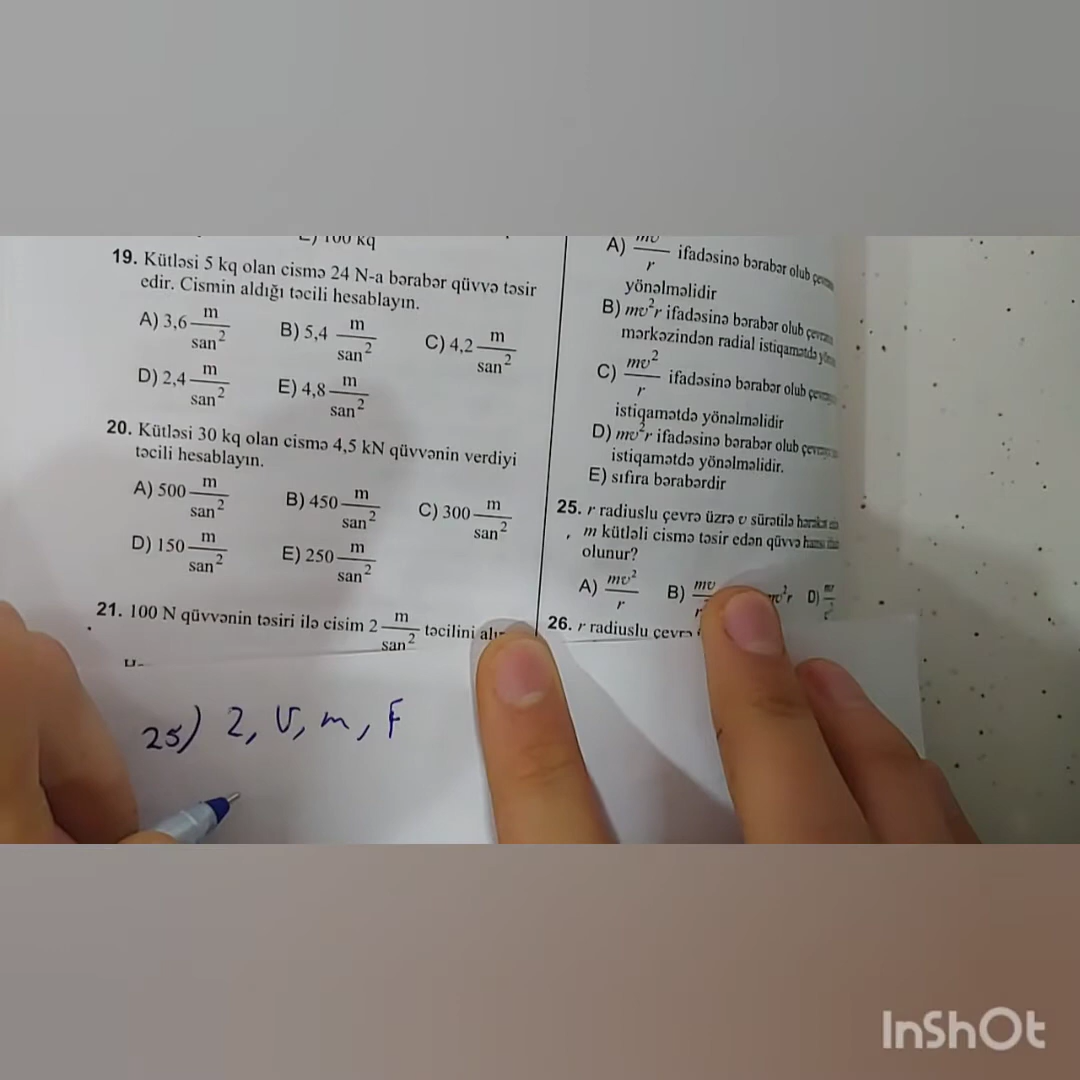 E) 100 kq
19. Kütləsi 5 kq olan cismə 24 N-a bərabər qüvvə təsir
edir. Cismin aldığı təcili hesablayın.
A) 3,6 m/san² B) 5,4 m/san² C) 4,2 m/san²
D) 2,4 m/san² E) 4,8 m/san²
20. Kütləsi 30 kq olan cismə 4,5 kN qüvvənin verdiyi
təcili hesablayın.
A) 500 m/san² B) 450 m/san² C) 300 m/san²
D) 150 m/san² E) 250 m/san²
21. 100 N qüvvənin təsiri ilə cisim 2 m/san² təcilini
A) mv/r ifadəsinə bərabər olub
yönəlməlidir
B) mv²r ifadəsinə bərabər olub
mərkəzindən radial istiqamətdə
C) mv²/r ifadəsinə bərabər olub
istiqamətdə yönəlməlidir
D) mv²r ifadəsinə bərabər olub
istiqamətdə yönəlməlidir.
E) sıfıra bərabərdir
25. r radiuslu çevrə üzrə v sürətilə
m kütləli cismə təsir edən qüvvə
olunur?
A) mv²/r B) mv²r D)
26. r radiuslu çevrə
25) r, v, m, F
InShOt